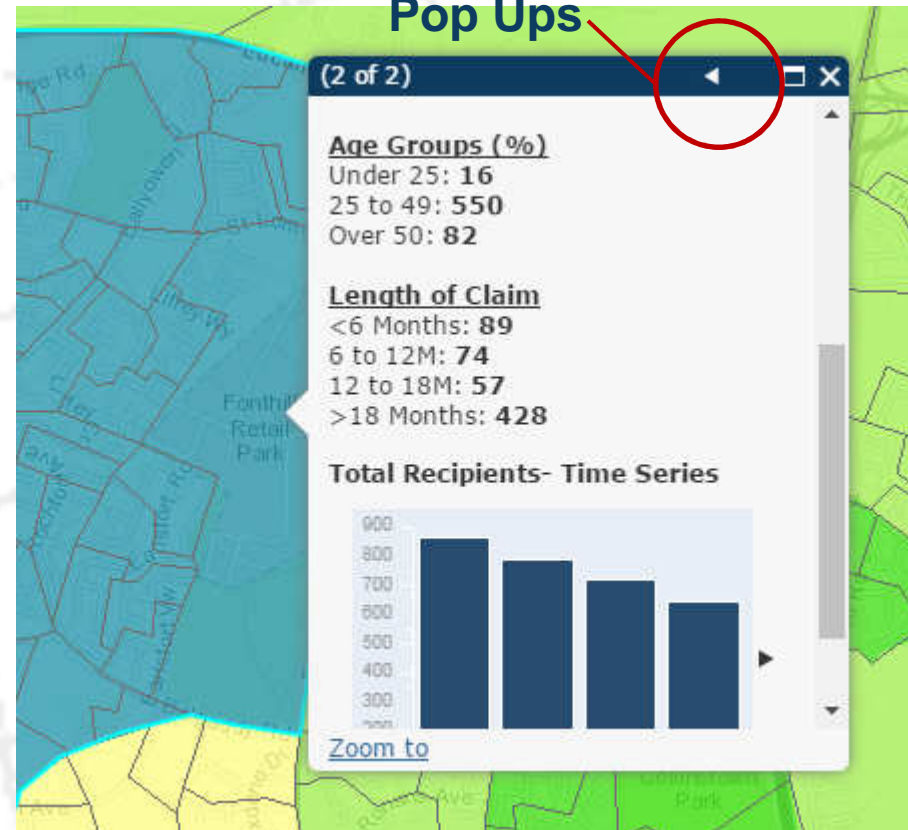 Pop Ups
(2 of 2)
Age Groups (%)
Under 25: 16
25 to 49: 550
Over 50: 82
Length of Claim
<6 Months: 89
6 to 12M: 74
12 to 18M: 57
>18 Months: 428
Fonthill
Retail
Park
Total Recipients- Time Series
900
800
700
600
500
400
300
Zoom to
Park